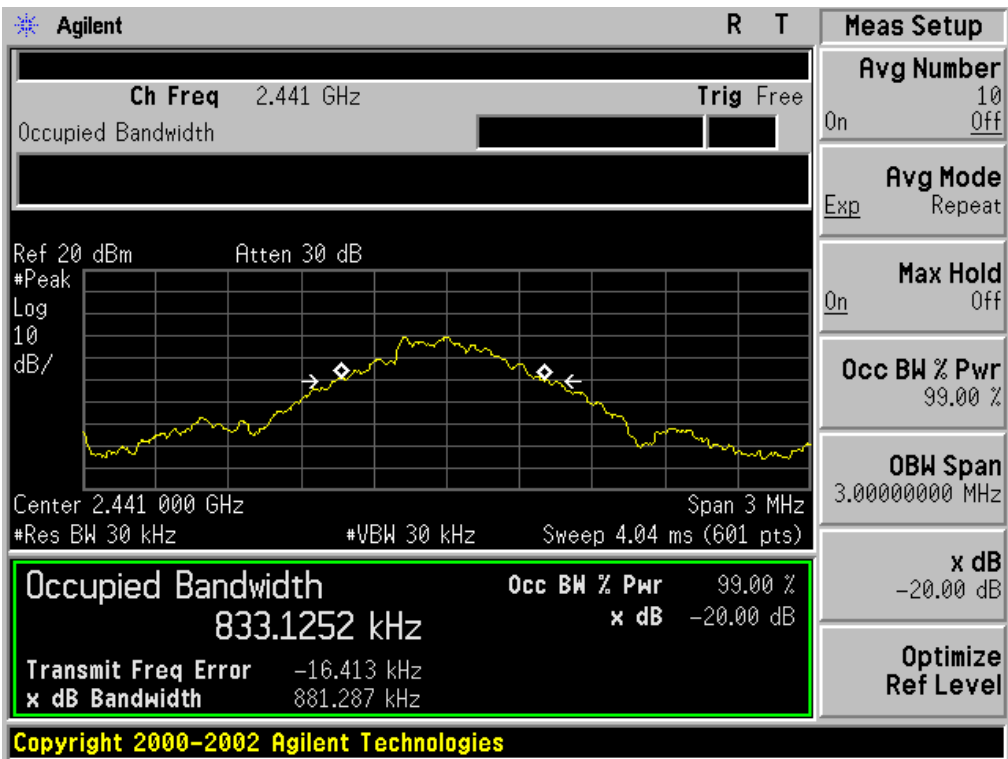 Agilent R T
Ch Freq 2.441 GHz Trig Free
Occupied Bandwidth
Ref 20 dBm Atten 30 dB
#Peak
Log
10
dB/
Center 2.441 000 GHz Span 3 MHz
#Res BW 30 kHz #VBW 30 kHz Sweep 4.04 ms (601 pts)
Occupied Bandwidth
833.1252 kHz
Occ BW % Pwr 99.00 %
x dB -20.00 dB
Transmit Freq Error -16.413 kHz
x dB Bandwidth 881.287 kHz
Copyright 2000-2002 Agilent Technologies
Meas Setup
Avg Number
10
On Off
Avg Mode
Exp Repeat
Max Hold
On Off
Occ BW % Pwr
99.00 %
OBW Span
3.00000000 MHz
x dB
-20.00 dB
Optimize
Ref Level